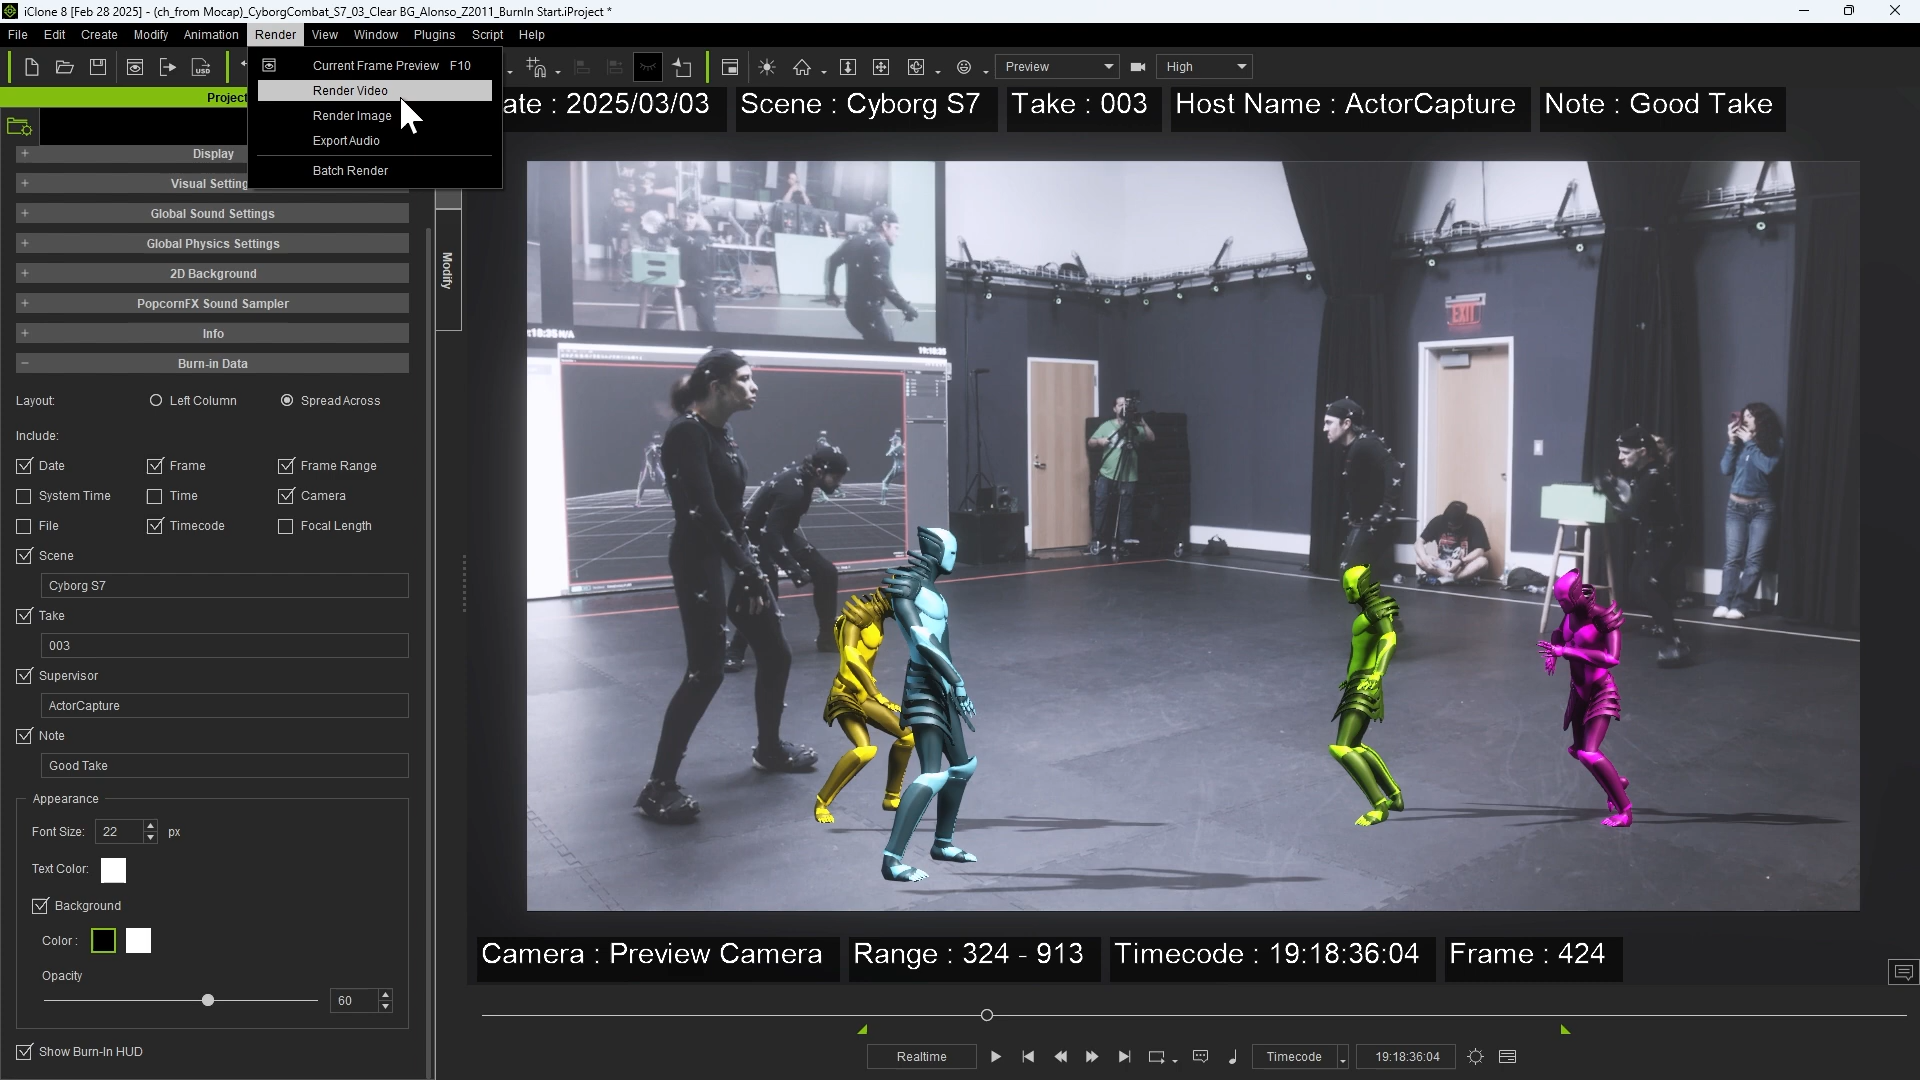 iClone 8 [Feb 28 2025] - (ch_from Mocap)_CyborgCombat_S7_03_Clear BG_Alonso_Z2011_BurnIn Start.iProject *
File Edit Create Modify Animation Render View Window Plugins Script Help
Current Frame Preview F10
Render Video
Render Image
Export Audio
Batch Render
Preview
High
Project
ate : 2025/03/03
Scene : Cyborg S7
Take : 003
Host Name : ActorCapture
Note : Good Take
Display
Visual Setting
Global Sound Settings
Global Physics Settings
2D Background
PopcornFX Sound Sampler
Info
Burn-in Data
Modify
Layout:
Left Column
Spread Across
Include:
Date
Frame
Frame Range
System Time
Time
Camera
File
Timecode
Focal Length
Scene
Cyborg S7
Take
003
Supervisor
ActorCapture
Note
Good Take
Appearance
Font Size: 22 px
Text Color:
Background
Color :
Opacity
60
Show Burn-In HUD
EXIT
Camera : Preview Camera
Range : 324 - 913
Timecode : 19:18:36:04
Frame : 424
Realtime
Timecode
19:18:36:04